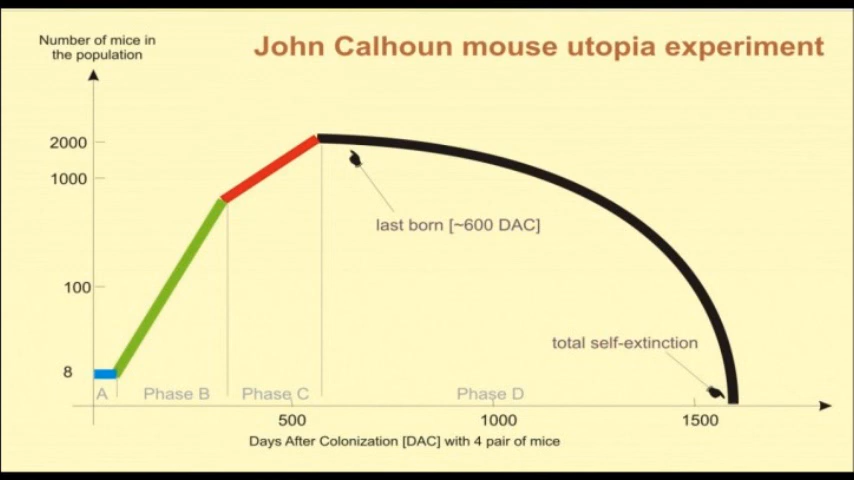 Number of mice in
the population
John Calhoun mouse utopia experiment
2000
1000
last born [~600 DAC]
100
total self-extinction
8
A
Phase B
Phase C
Phase D
500
1000
1500
Days After Colonization [DAC] with 4 pair of mice